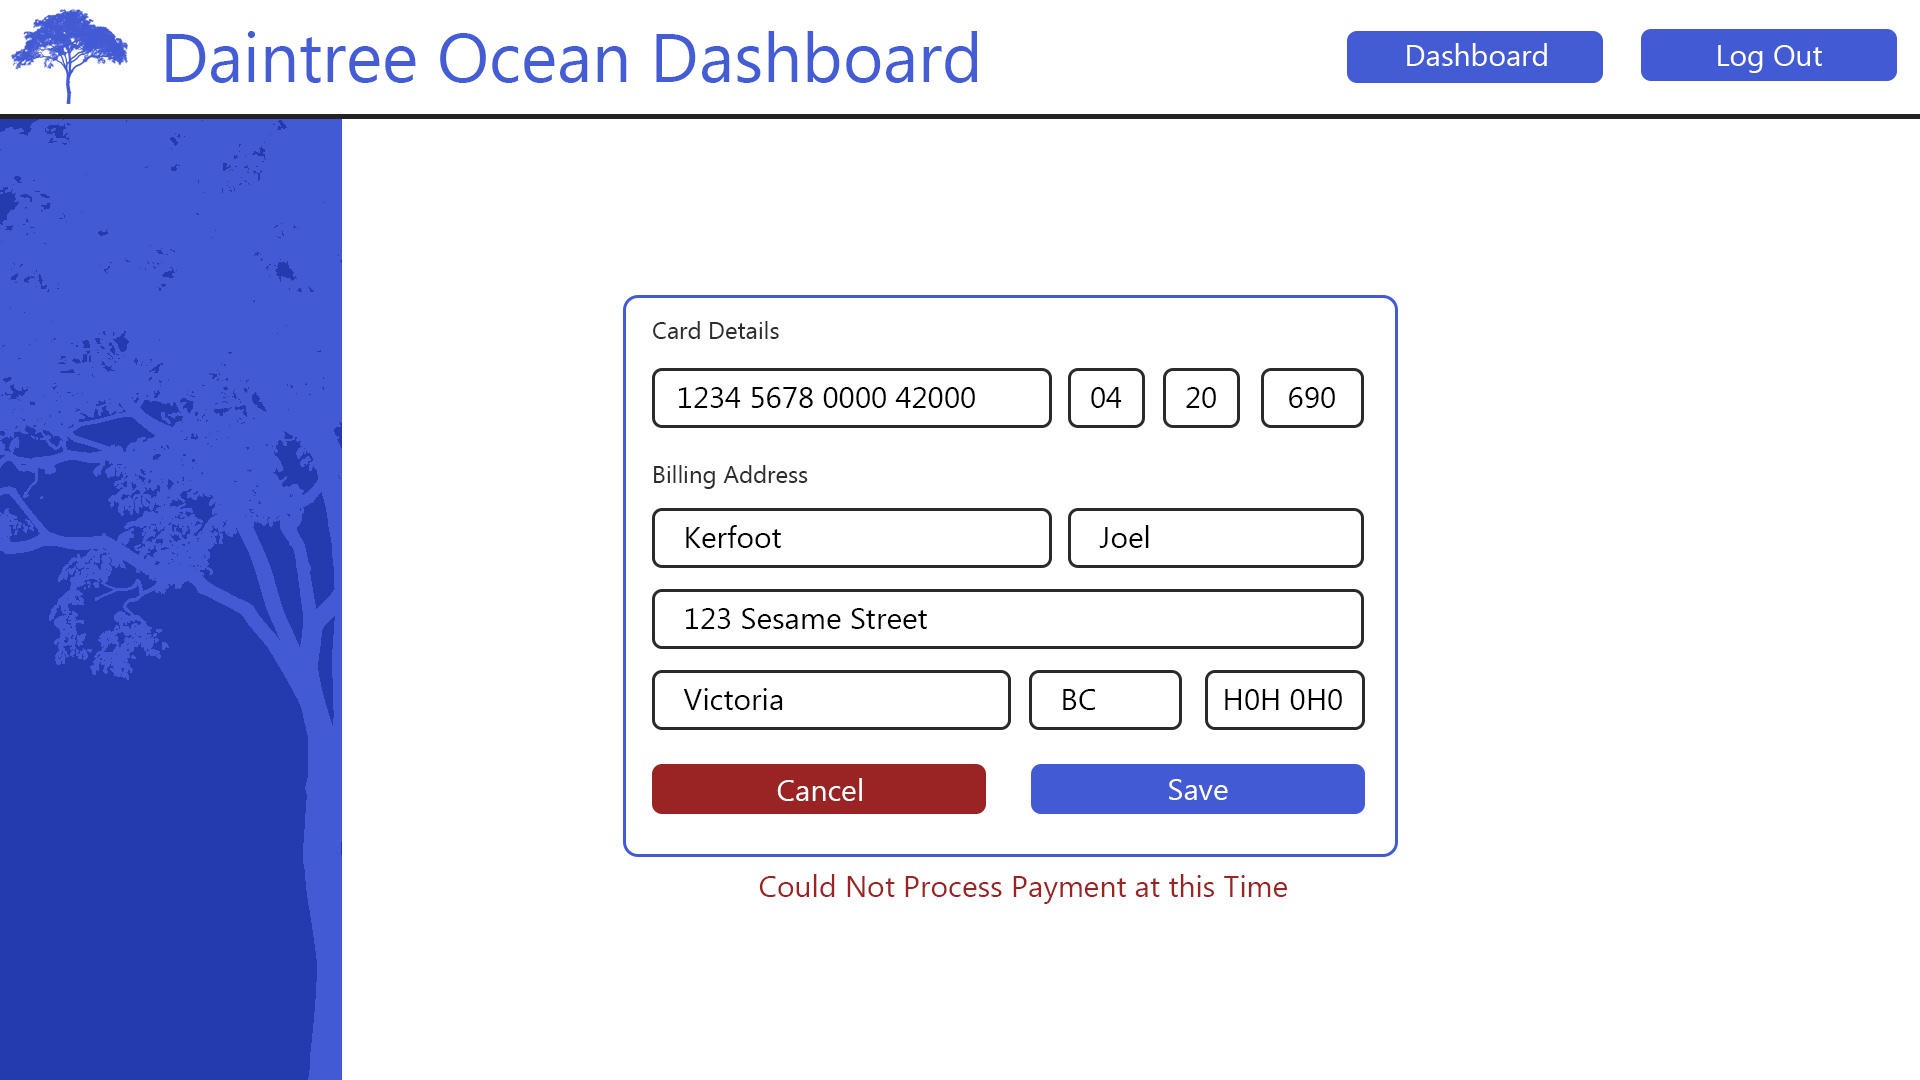 Daintree Ocean Dashboard Dashboard Log Out
Card Details
1234 5678 0000 42000 04 20 690
Billing Address
Kerfoot Joel
123 Sesame Street
Victoria BC H0H 0H0
Cancel Save
Could Not Process Payment at this Time